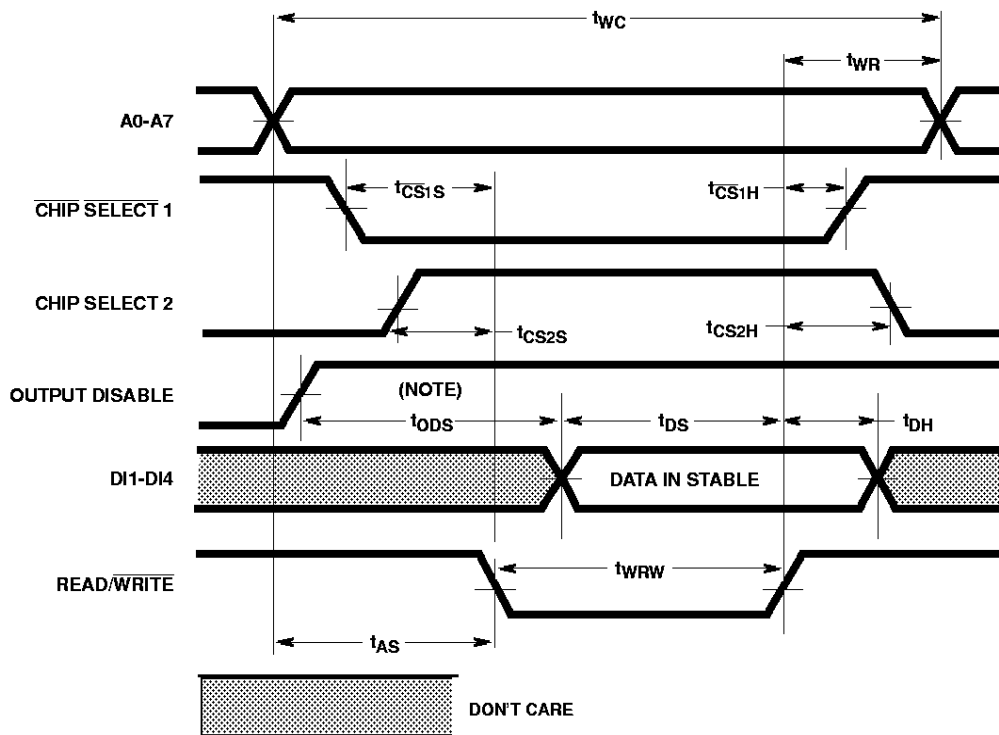 tWC
tWR
A0-A7
tCS1S
tCS1H
CHIP SELECT 1
CHIP SELECT 2
tCS2S
tCS2H
OUTPUT DISABLE
(NOTE)
tODS
tDS
tDH
DI1-DI4
DATA IN STABLE
READ/WRITE
tWRW
tAS
DON'T CARE